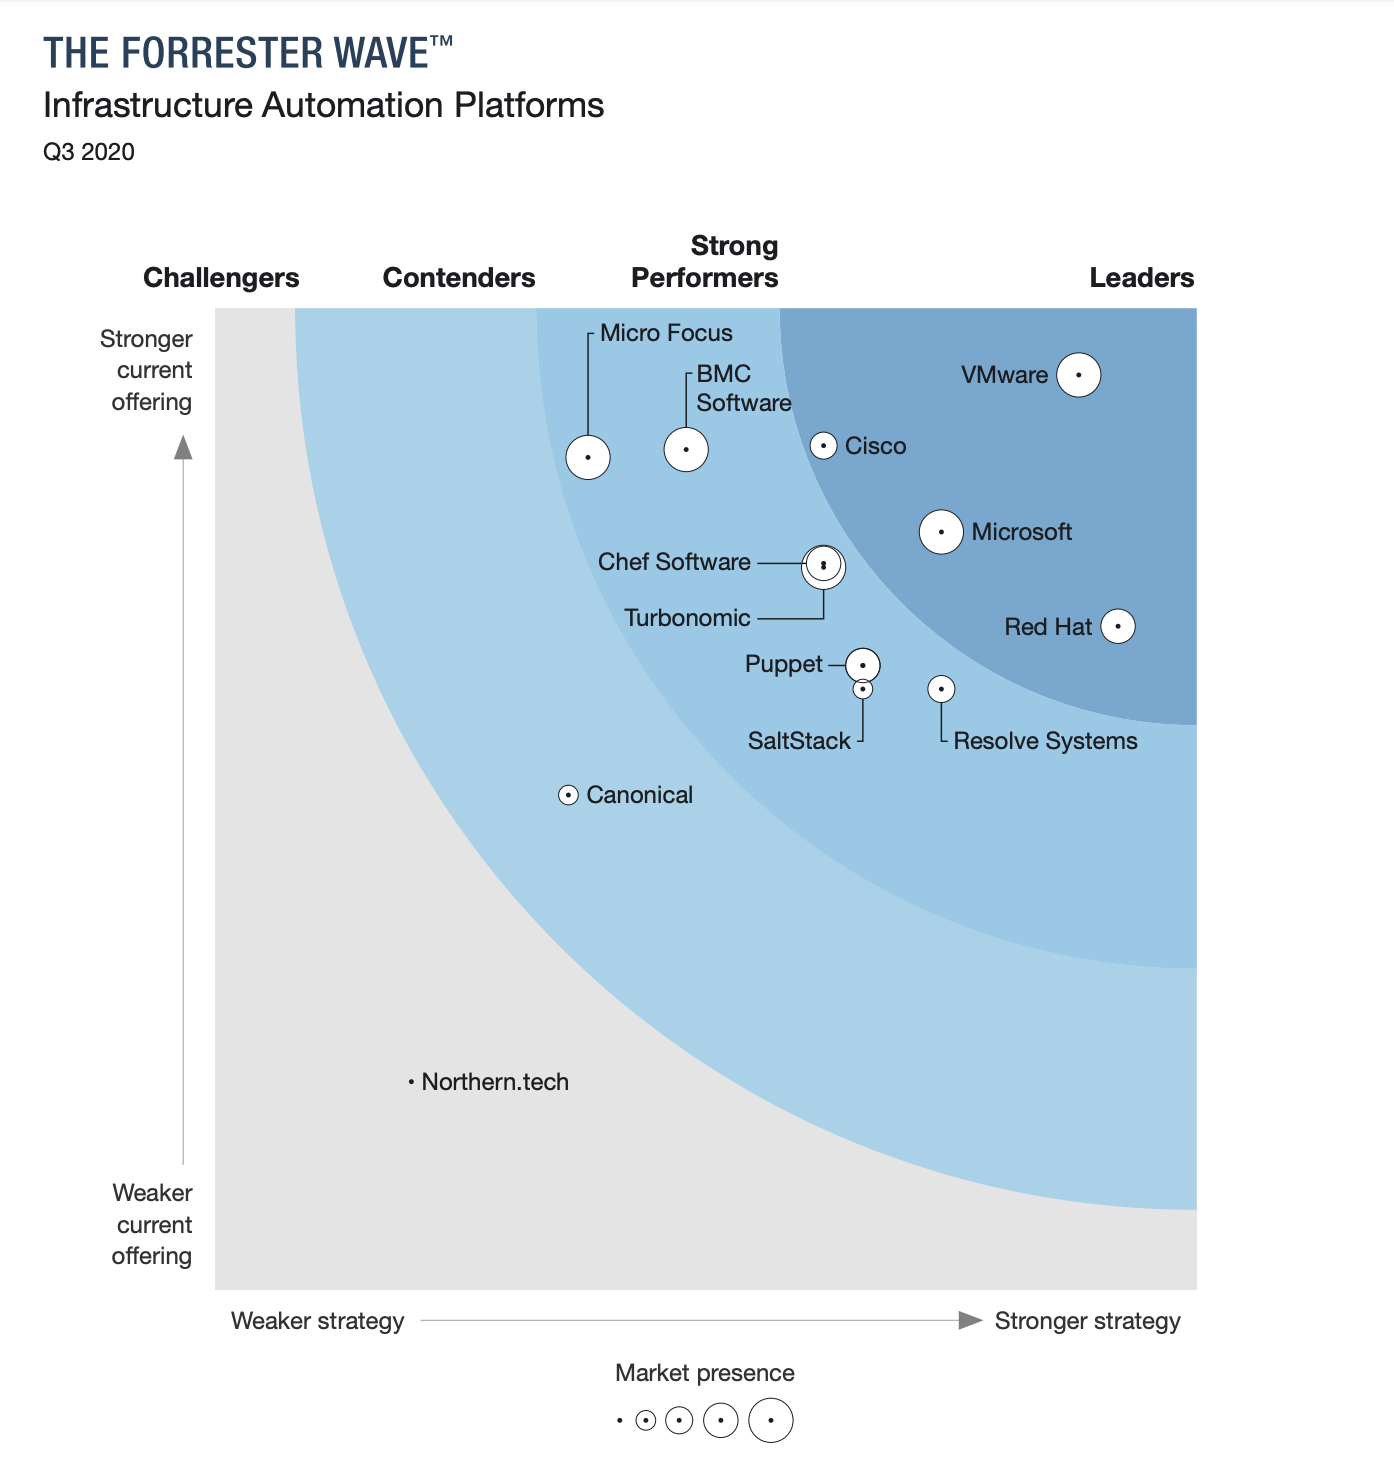 THE FORRESTER WAVE™
Infrastructure Automation Platforms
Q3 2020
Challengers
Contenders
Strong
Performers
Leaders
Stronger
current
offering
Micro Focus
BMC
Software
VMware
Cisco
Microsoft
Chef Software
Turbonomic
Red Hat
Puppet
SaltStack
Resolve Systems
Canonical
Northern.tech
Weaker
current
offering
Weaker strategy
Stronger strategy
Market presence